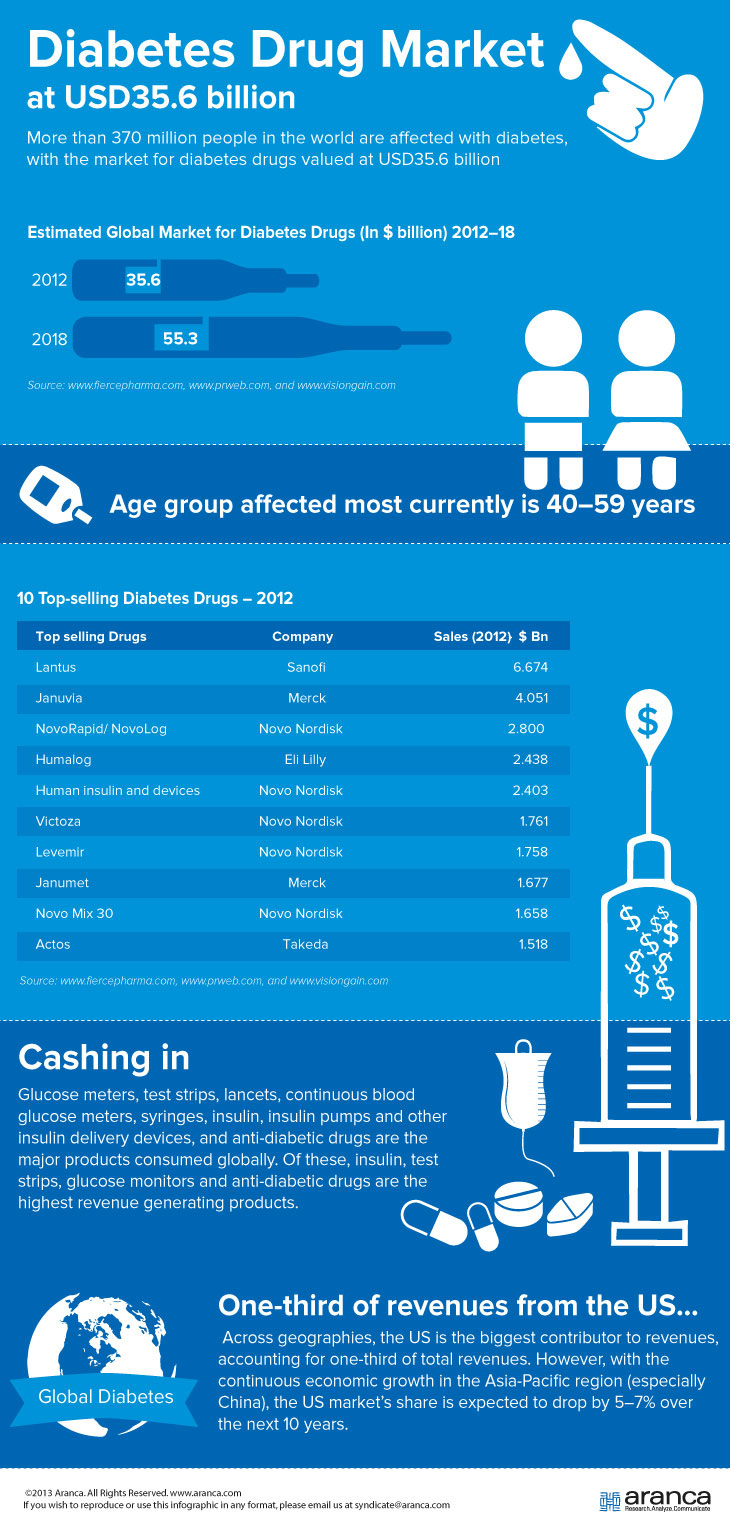 Diabetes Drug Market
at USD35.6 billion
More than 370 million people in the world are affected with diabetes,
with the market for diabetes drugs valued at USD35.6 billion
Estimated Global Market for Diabetes Drugs (In $ billion) 2012–18
2012 35.6
2018 55.3
Source: www.fiercepharma.com, www.prweb.com, and www.visiongain.com
Age group affected most currently is 40–59 years
10 Top-selling Diabetes Drugs – 2012
Top selling Drugs Company Sales (2012} $ Bn
Lantus Sanofi 6.674
Januvia Merck 4.051
NovoRapid/ NovoLog Novo Nordisk 2.800
Humalog Eli Lilly 2.438
Human insulin and devices Novo Nordisk 2.403
Victoza Novo Nordisk 1.761
Levemir Novo Nordisk 1.758
Janumet Merck 1.677
Novo Mix 30 Novo Nordisk 1.658
Actos Takeda 1.518
Source: www.fiercepharma.com, www.prweb.com, and www.visiongain.com
$
$ $ $ $ $ $ $ $ $ $
Cashing in
Glucose meters, test strips, lancets, continuous blood
glucose meters, syringes, insulin, insulin pumps and other
insulin delivery devices, and anti-diabetic drugs are the
major products consumed globally. Of these, insulin, test
strips, glucose monitors and anti-diabetic drugs are the
highest revenue generating products.
Global Diabetes
One-third of revenues from the US...
Across geographies, the US is the biggest contributor to revenues,
accounting for one-third of total revenues. However, with the
continuous economic growth in the Asia-Pacific region (especially
China), the US market's share is expected to drop by 5–7% over
the next 10 years.
©2013 Aranca. All Rights Reserved. www.aranca.com
If you wish to reproduce or use this infographic in any format, please email us at syndicate@aranca.com
aranca
Research.Analyze.Communicate